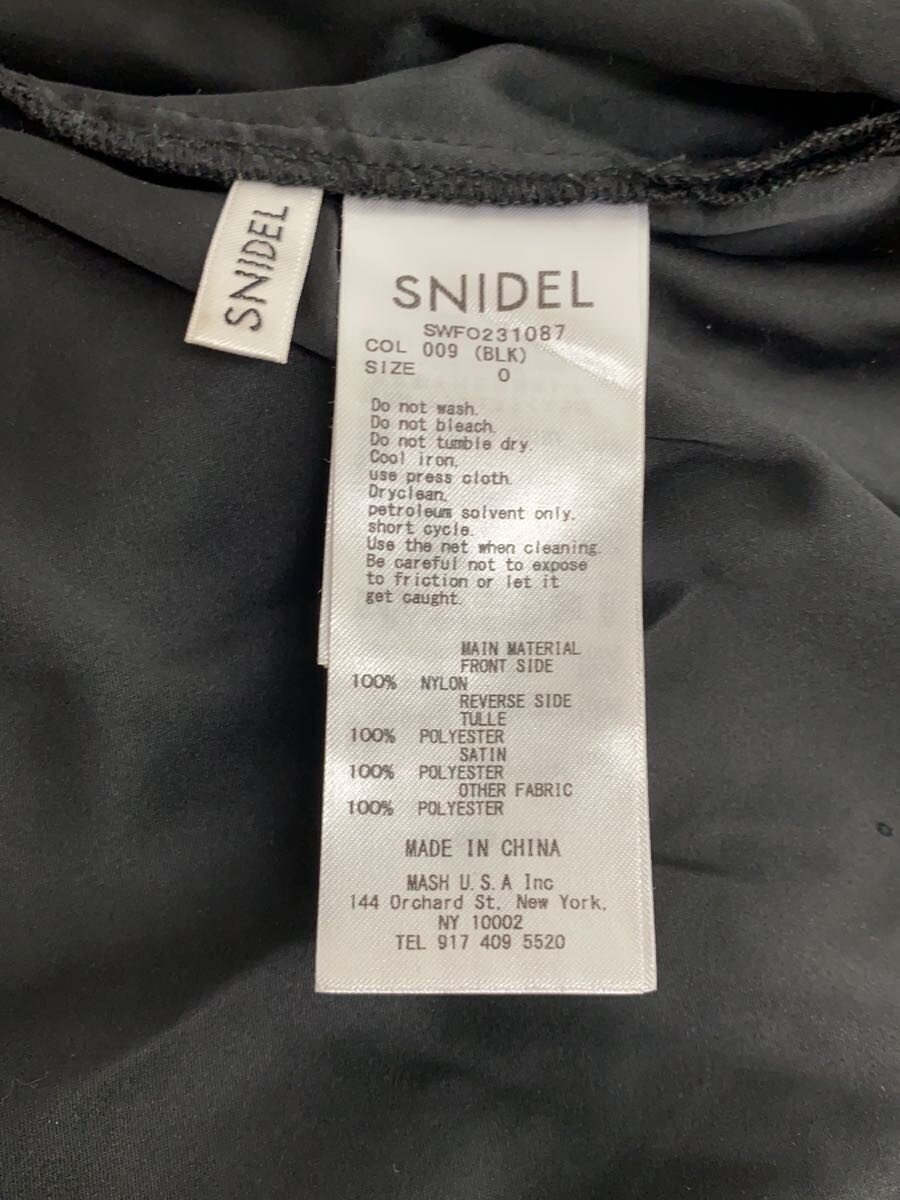 SNIDEL
SNIDEL
SWFO231087
COL 009 (BLK)
SIZE 0
Do not wash.
Do not bleach.
Do not tumble dry.
Cool iron.
use press cloth.
Dryclean.
petroleum solvent only.
short cycle.
Use the net when cleaning.
Be careful not to expose
to friction or let it
get caught.
MAIN MATERIAL
FRONT SIDE
100% NYLON
REVERSE SIDE
TULLE
100% POLYESTER
SATIN
100% POLYESTER
OTHER FABRIC
100% POLYESTER
MADE IN CHINA
MASH U.S.A Inc
144 Orchard St. New York.
NY 10002
TEL 917 409 5520